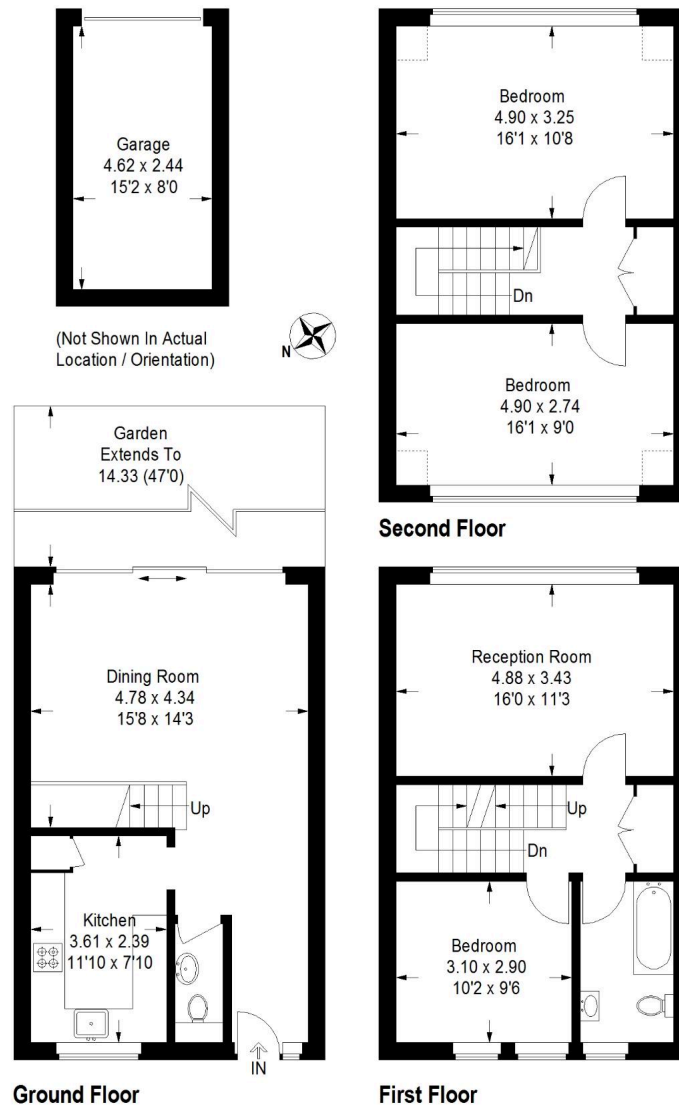 Garage
4.62 x 2.44
15'2 x 8'0
(Not Shown In Actual
Location / Orientation)
N
Garden
Extends To
14.33 (47'0)
Dining Room
4.78 x 4.34
15'8 x 14'3
Up
Kitchen
3.61 x 2.39
11'10 x 7'10
IN
Ground Floor
Bedroom
4.90 x 3.25
16'1 x 10'8
Dn
Bedroom
4.90 x 2.74
16'1 x 9'0
Second Floor
Reception Room
4.88 x 3.43
16'0 x 11'3
Up
Dn
Bedroom
3.10 x 2.90
10'2 x 9'6
First Floor